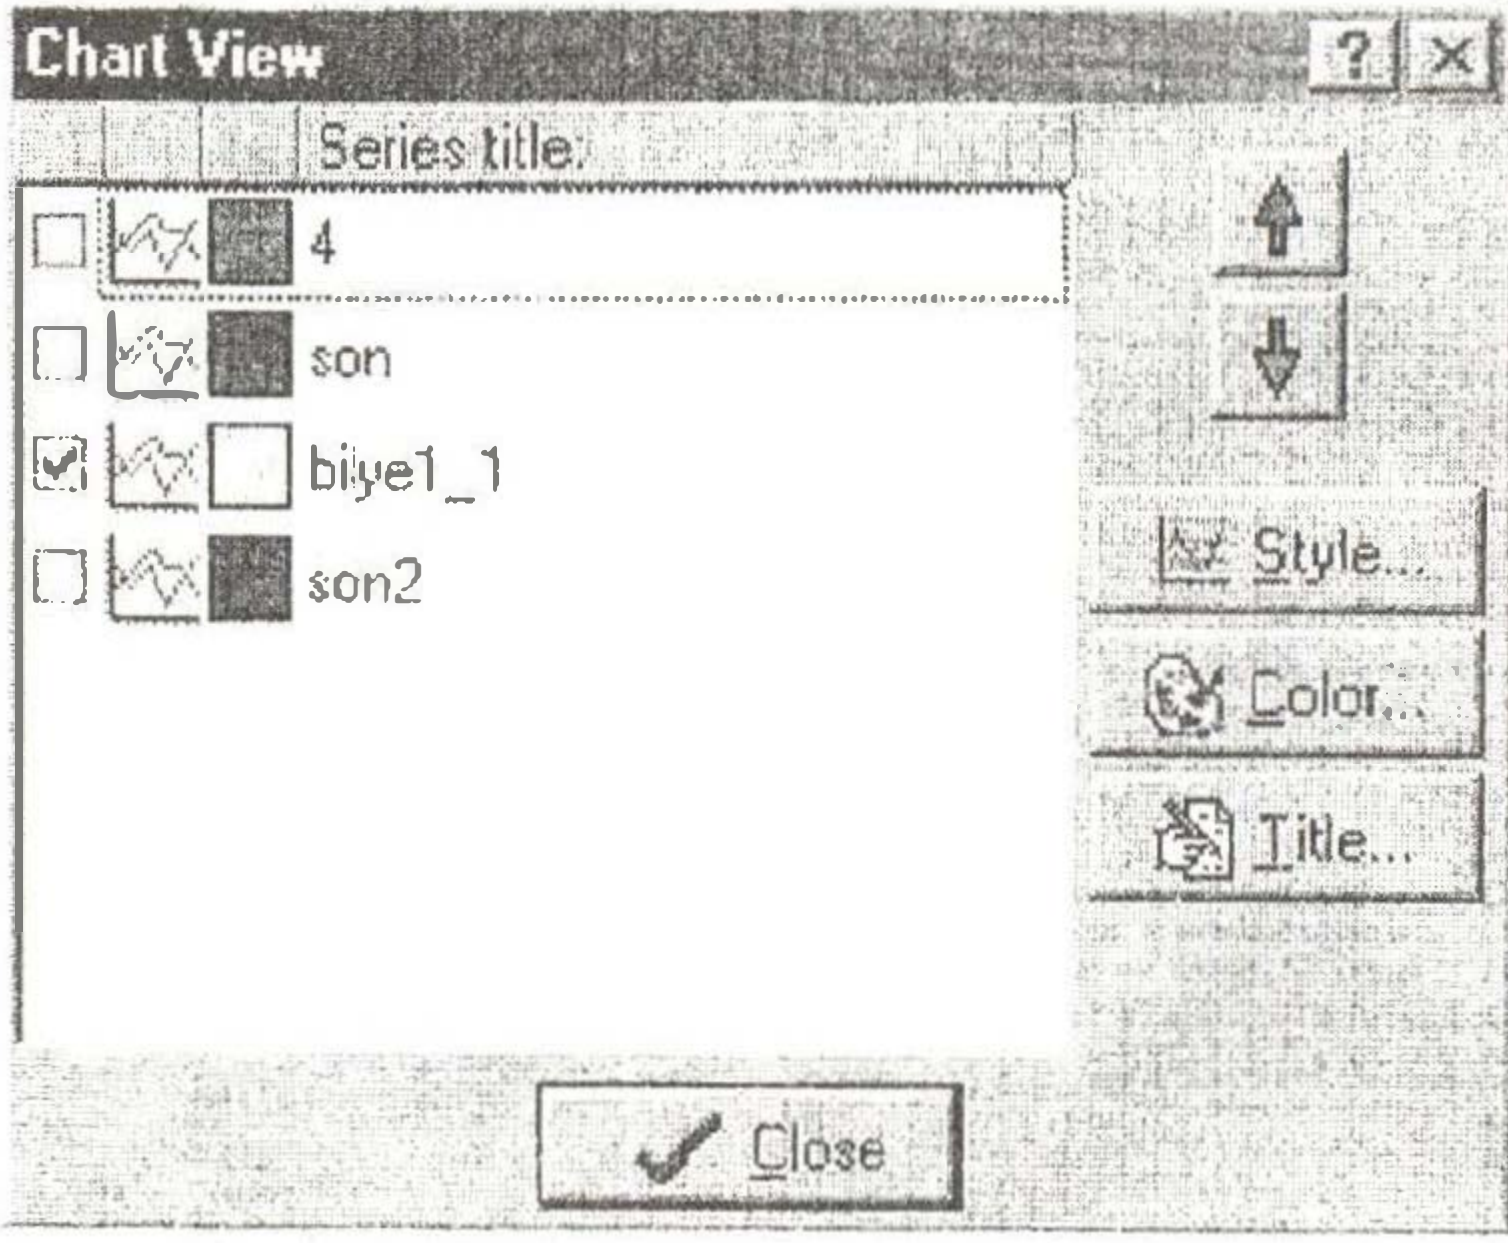 Chart View
Series title:
4
son
biye1_1
son2
Style...
Color...
Title...
Close